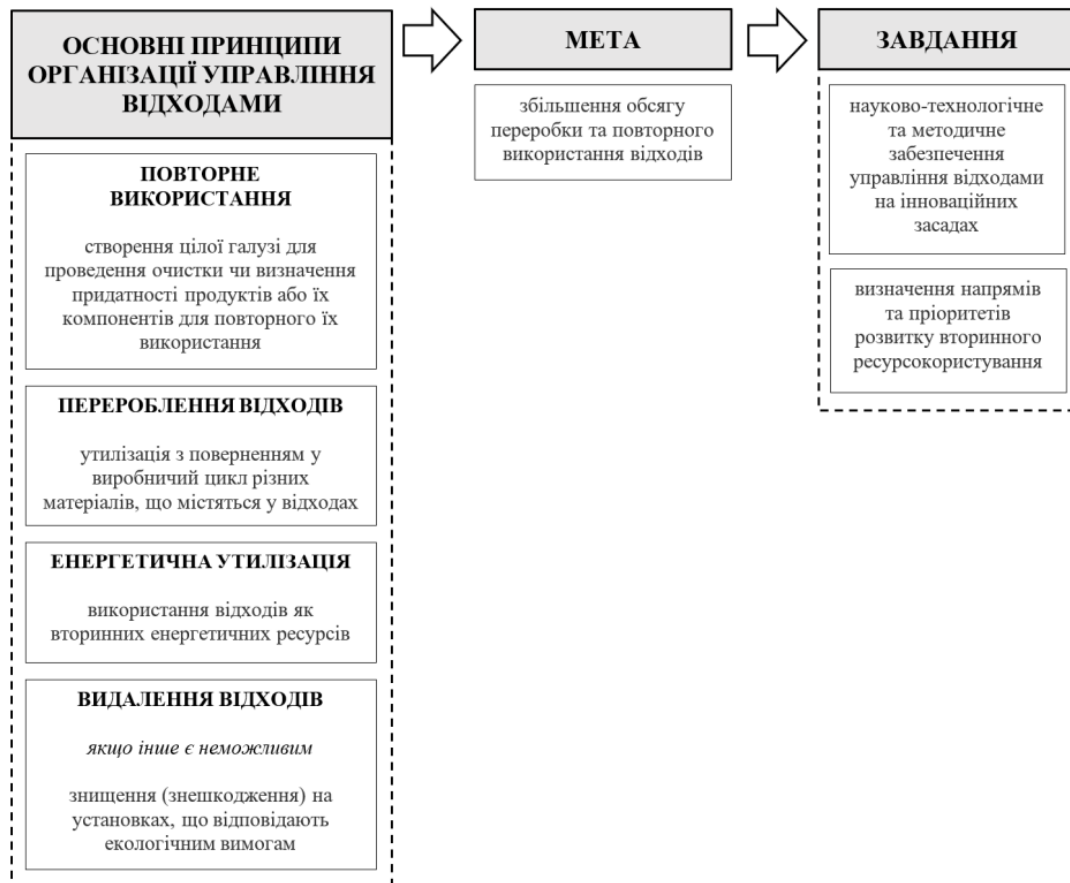 ОСНОВНІ ПРИНЦИПИ
ОРГАНІЗАЦІЇ УПРАВЛІННЯ
ВІДХОДАМИ
ПОВТОРНЕ
ВИКОРИСТАННЯ
створення цілої галузі для
проведення очистки чи визначення
придатності продуктів або їх
компонентів для повторного їх
використання
ПЕРЕРОБЛЕННЯ ВІДХОДІВ
утилізація з поверненням у
виробничий цикл різних
матеріалів, що містяться у відходах
ЕНЕРГЕТИЧНА УТИЛІЗАЦІЯ
використання відходів як
вторинних енергетичних ресурсів
ВИДАЛЕННЯ ВІДХОДІВ
якщо інше є неможливим
знищення (знешкодження) на
установках, що відповідають
екологічним вимогам
МЕТА
збільшення обсягу
переробки та повторного
використання відходів
ЗАВДАННЯ
науково-технологічне
та методичне
забезпечення
управління відходами
на інноваційних
засадах
визначення напрямів
та пріоритетів
розвитку вторинного
ресурсокористування